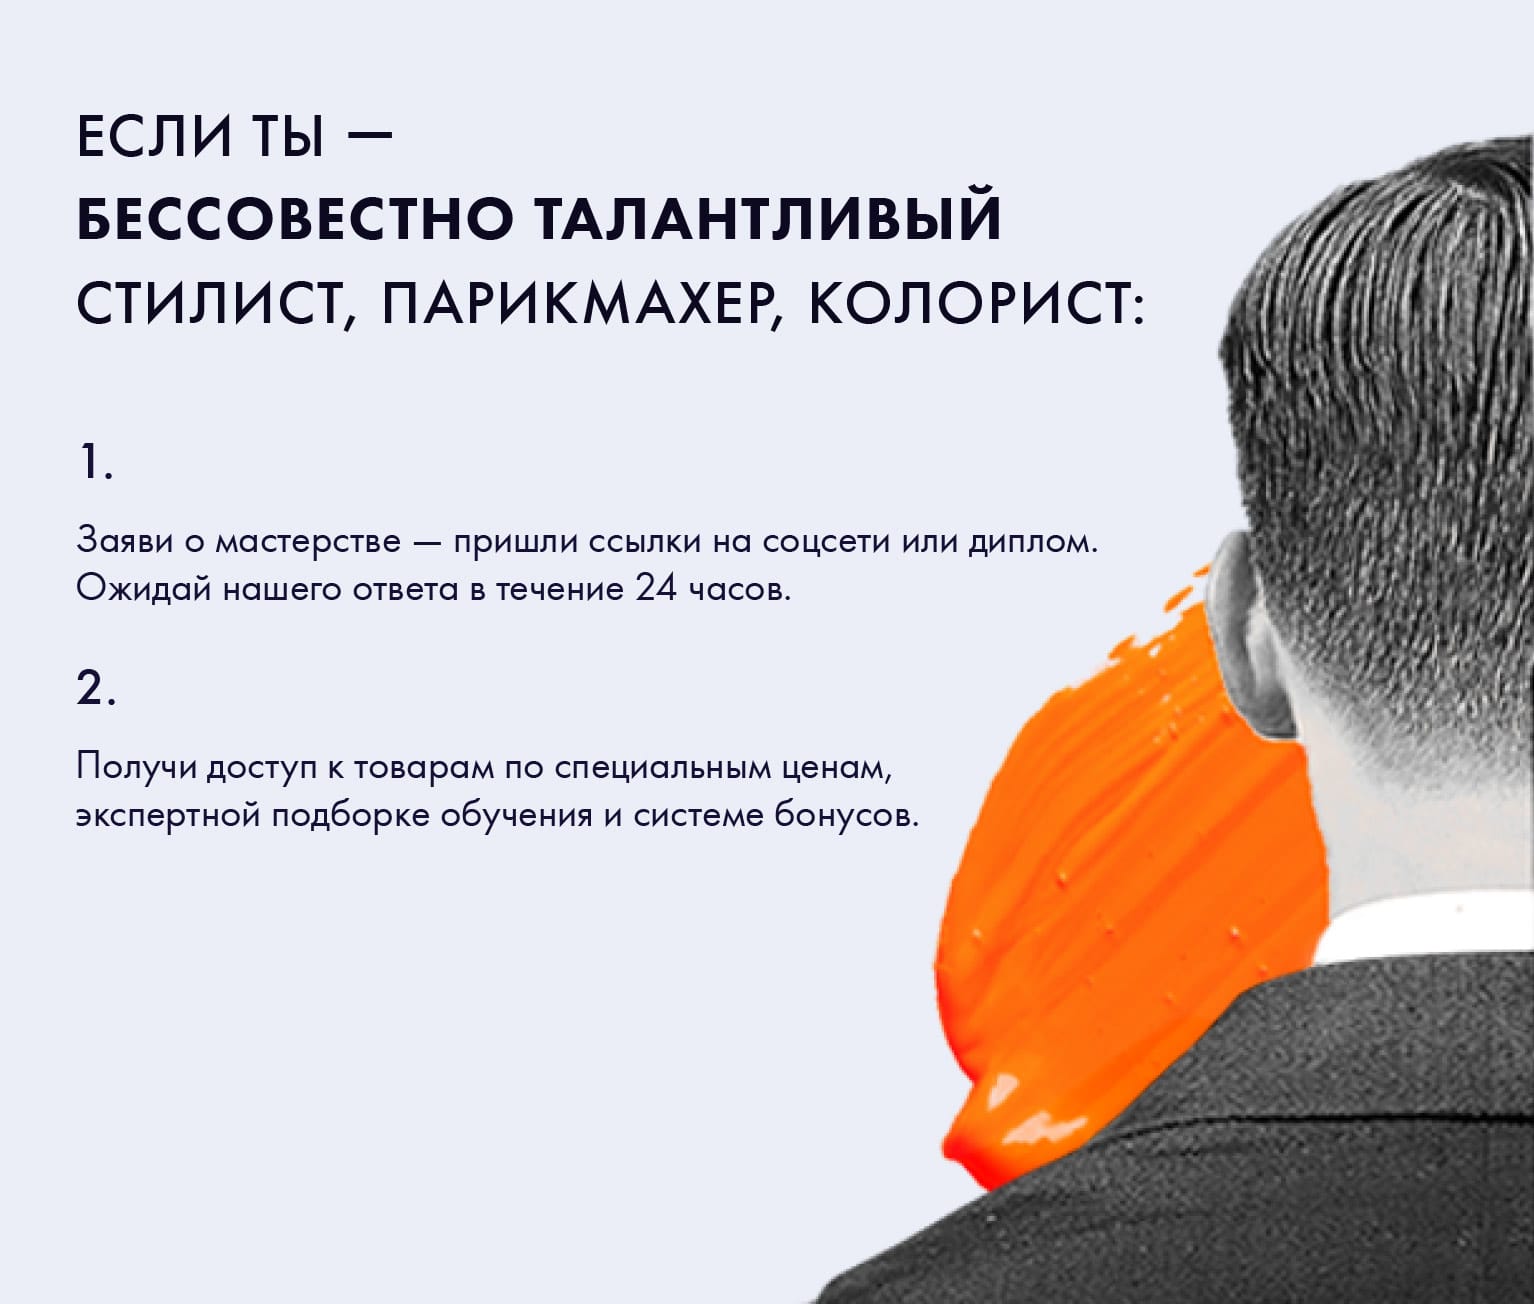 ЕСЛИ ТЫ —
БЕССОВЕСТНО ТАЛАНТЛИВЫЙ
СТИЛИСТ, ПАРИКМАХЕР, КОЛОРИСТ:
1.
Заяви о мастерстве — пришли ссылки на соцсети или диплом.
Ожидай нашего ответа в течение 24 часов.
2.
Получи доступ к товарам по специальным ценам,
экспертной подборке обучения и системе бонусов.